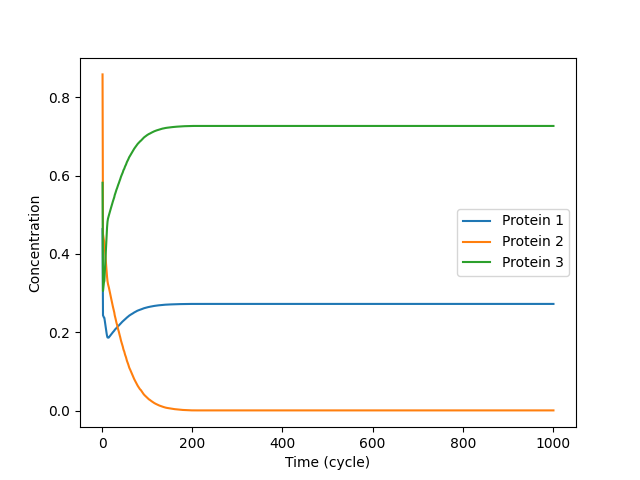 0.8
0.6
0.4
0.2
0.0
Concentration
Protein 1
Protein 2
Protein 3
0 200 400 600 800 1000
Time (cycle)